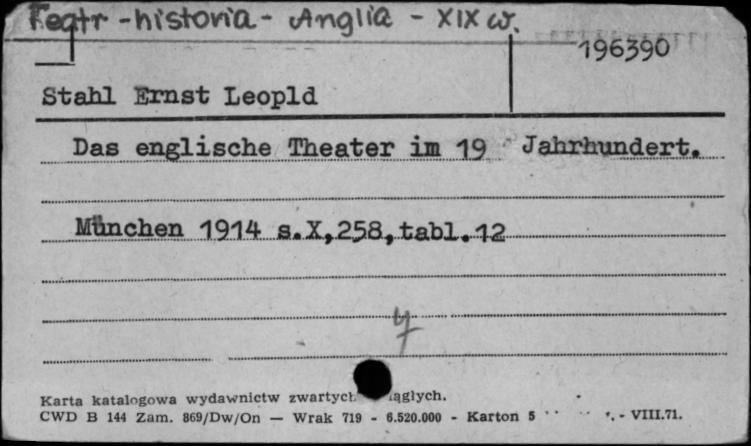 Teatr - historia - Anglia - XIX w.
196390
Stahl Ernst Leopld
Das englische Theater im 19 Jahrhundert.
München 1914 s.X,258,tabl.12
Karta katalogowa wydawnictw zwartych
CWD B 144 Zam. 869/Dw/On — Wrak 719 - 6.520.000 - Karton 5 - VIII.71.